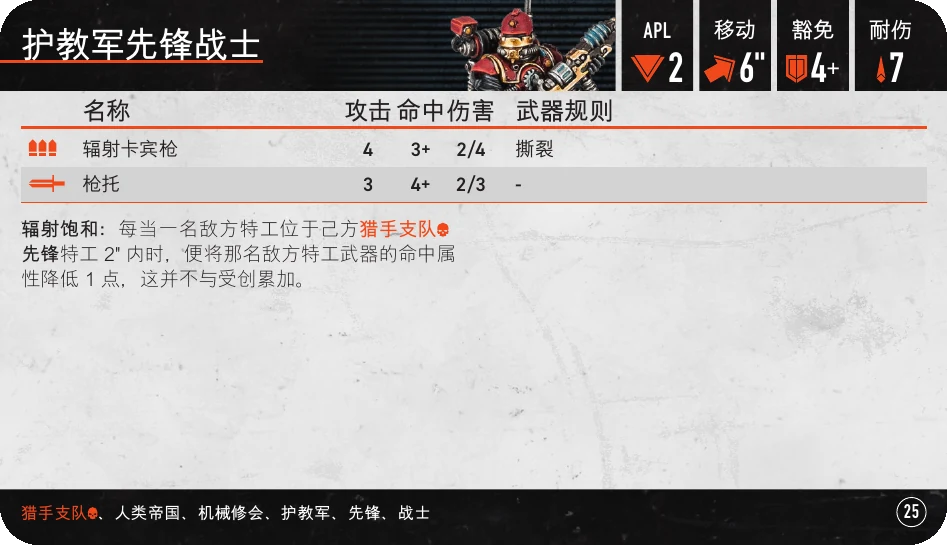 护教军先锋战士
APL 移动 豁免 耐伤
2 6" 4+ 7
名称 攻击 命中 伤害 武器规则
辐射卡宾枪 4 3+ 2/4 撕裂
枪托 3 4+ 2/3 -
辐射饱和：每当一名敌方特工位于己方猎手支队
先锋特工 2" 内时，便将那名敌方特工武器的命中属
性降低 1 点，这并不与受创累加。
猎手支队、人类帝国、机械修会、护教军、先锋、战士
25